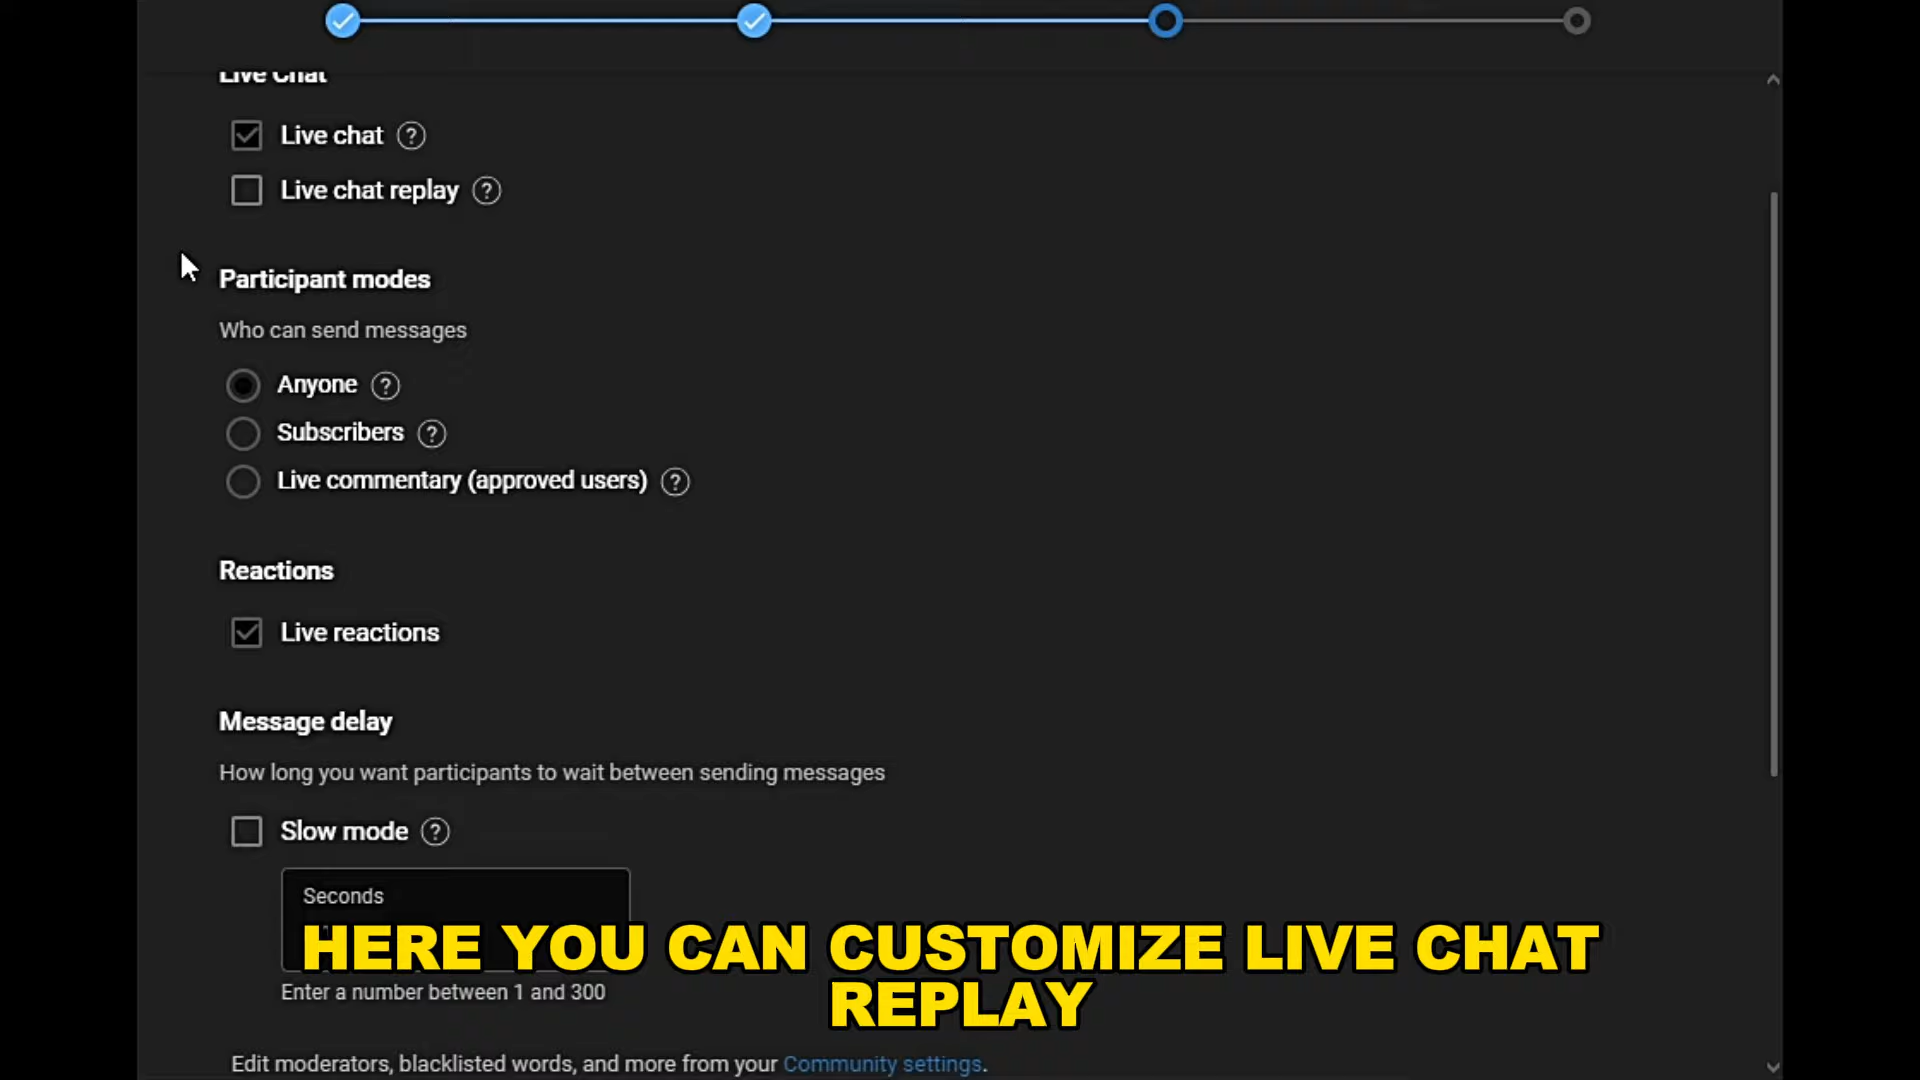 Live Chat
Live chat
Live chat replay
Participant modes
Who can send messages
Anyone
Subscribers
Live commentary (approved users)
Reactions
Live reactions
Message delay
How long you want participants to wait between sending messages
Slow mode
Seconds
HERE YOU CAN CUSTOMIZE LIVE CHAT
REPLAY
Enter a number between 1 and 300
Edit moderators, blacklisted words, and more from your Community settings.